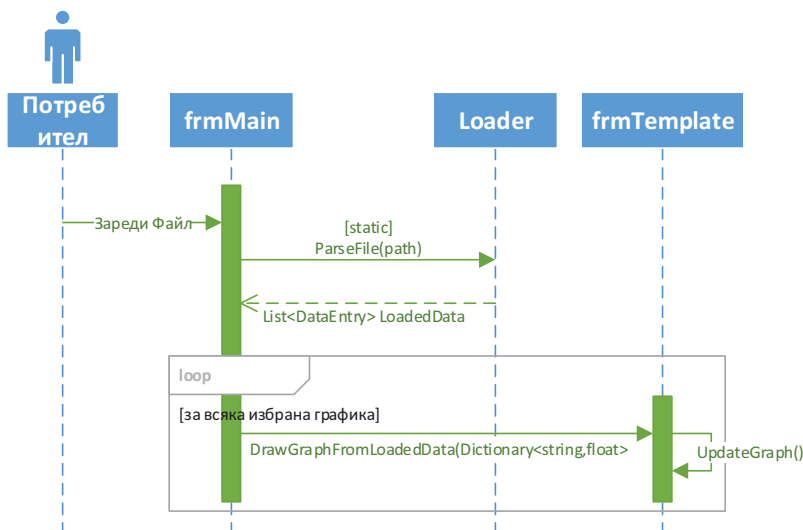 Потреб
ител
frmMain
Loader
frmTemplate
Зареди Файл
[static]
ParseFile(path)
List<DataEntry> LoadedData
loop
[за всяка избрана графика]
DrawGraphFromLoadedData(Dictionary<string,float>
UpdateGraph()